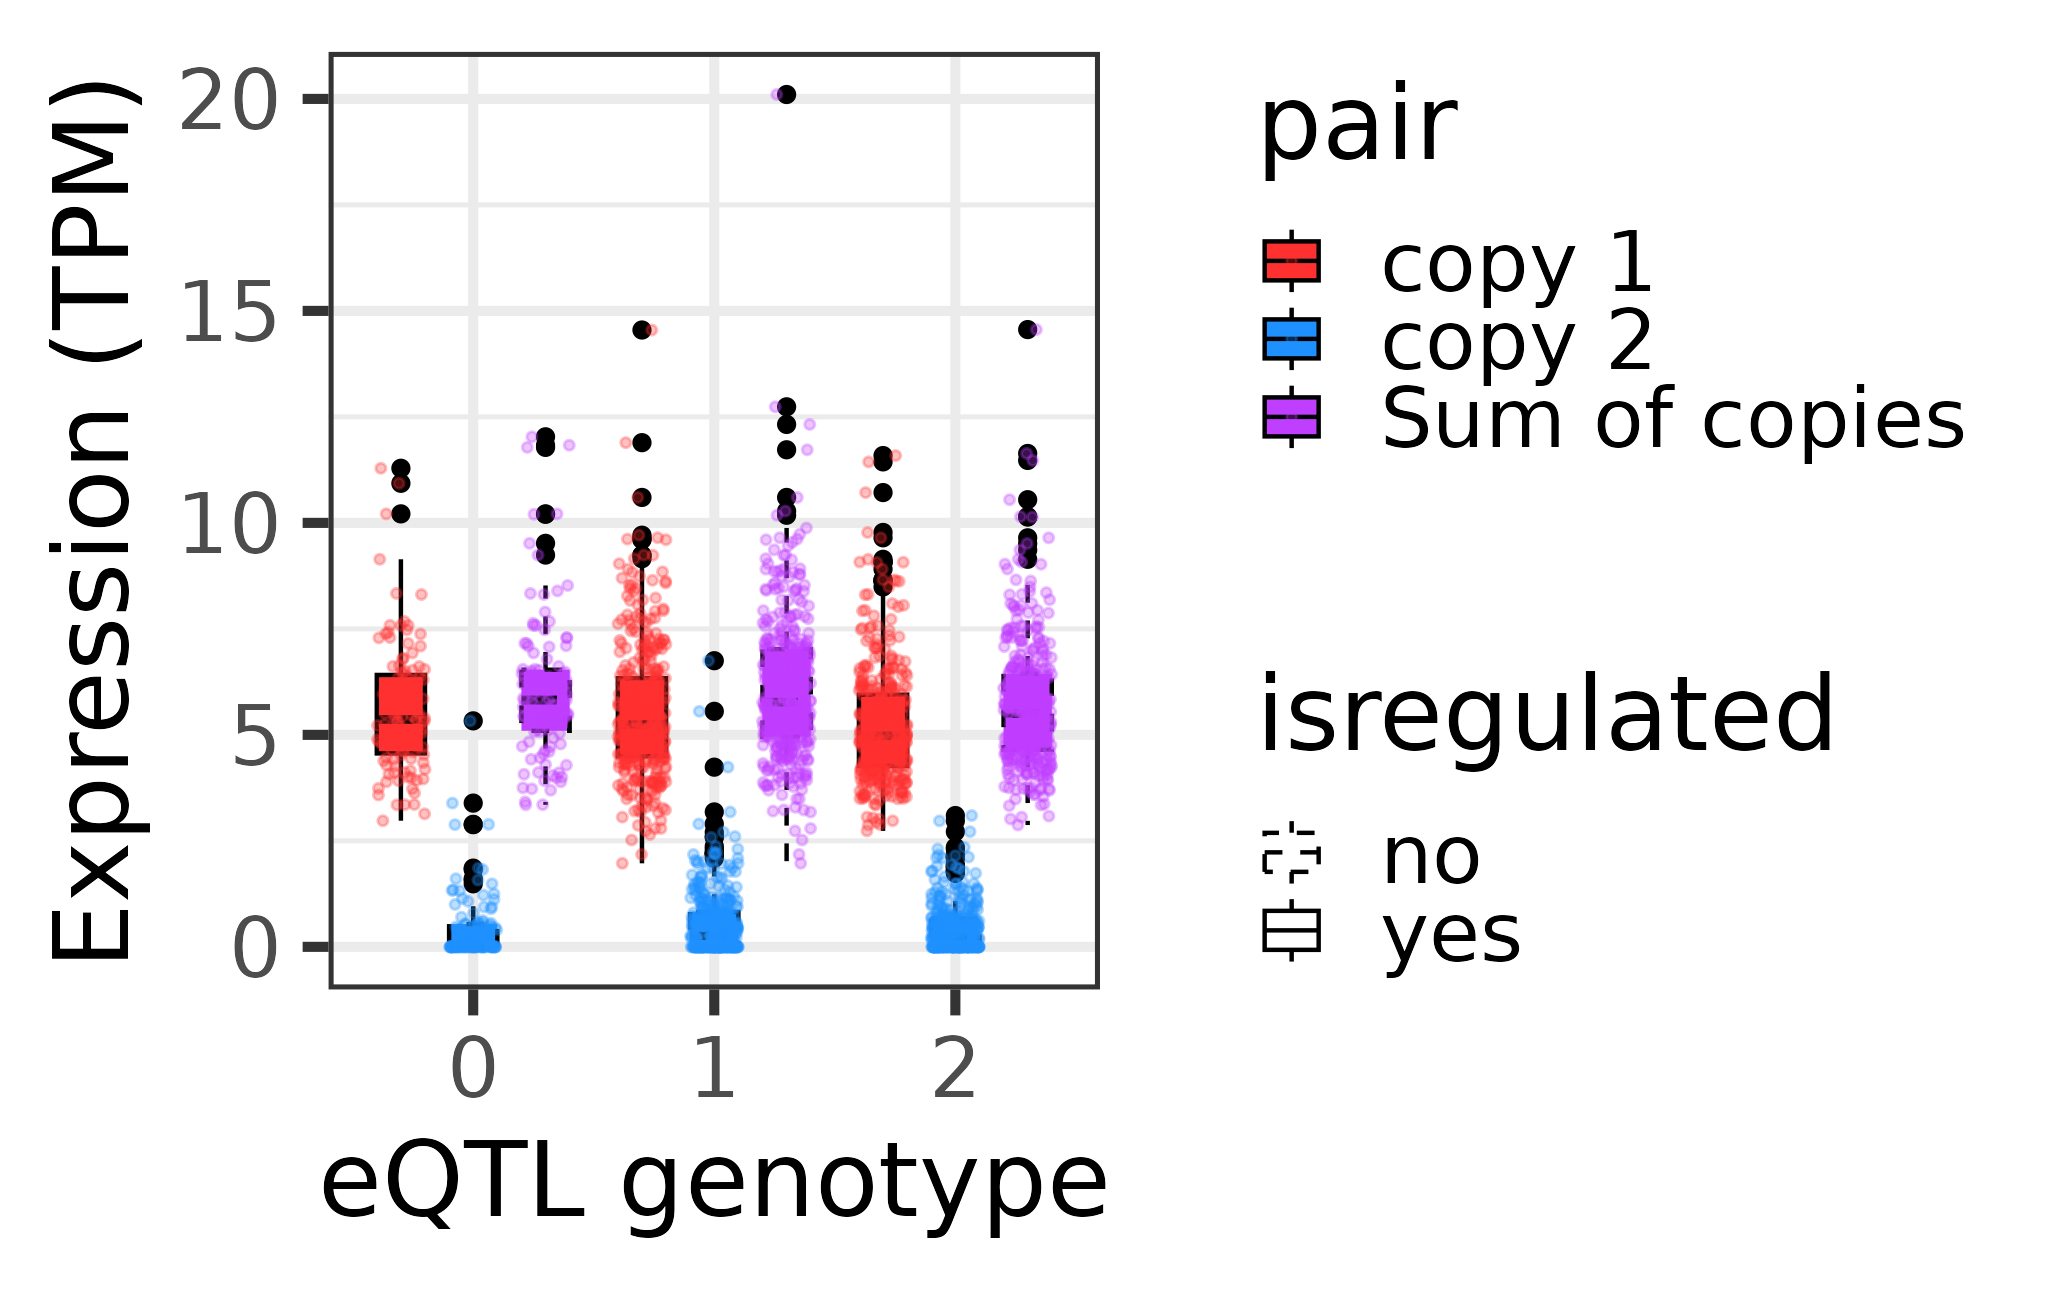 Expression (TPM)
20
15
10
5
0
0 1 2
eQTL genotype
pair
copy 1
copy 2
Sum of copies
isregulated
no
yes